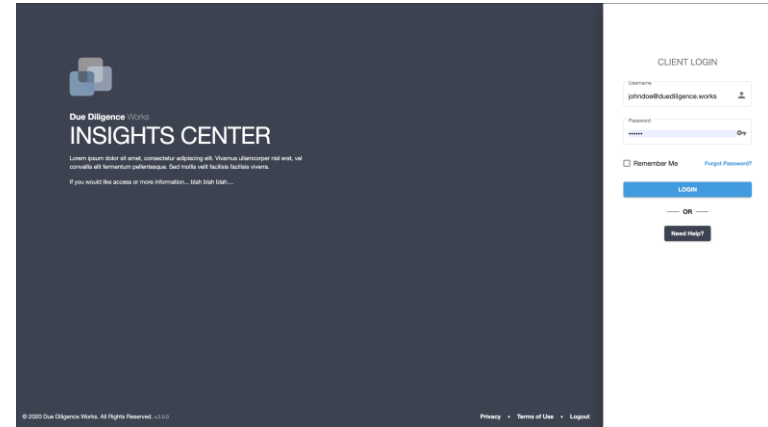 Due Diligence Works
INSIGHTS CENTER
Lorem ipsum dolor sit amet, consectetur adipiscing elit. Vivamus ullamcorper nisl erat, vel
convallis elit fermentum pellentesque. Sed mollis velit facilisis facilisis viverra.
If you would like access or more information... blah blah blah....
© 2020 Due Diligence Works. All Rights Reserved. v.1.0.0
Privacy • Terms of Use • Logout
CLIENT LOGIN
Username
johndoe@duediligence.works
Password
••••••
Remember Me Forgot Password?
LOGIN
OR
Need Help?